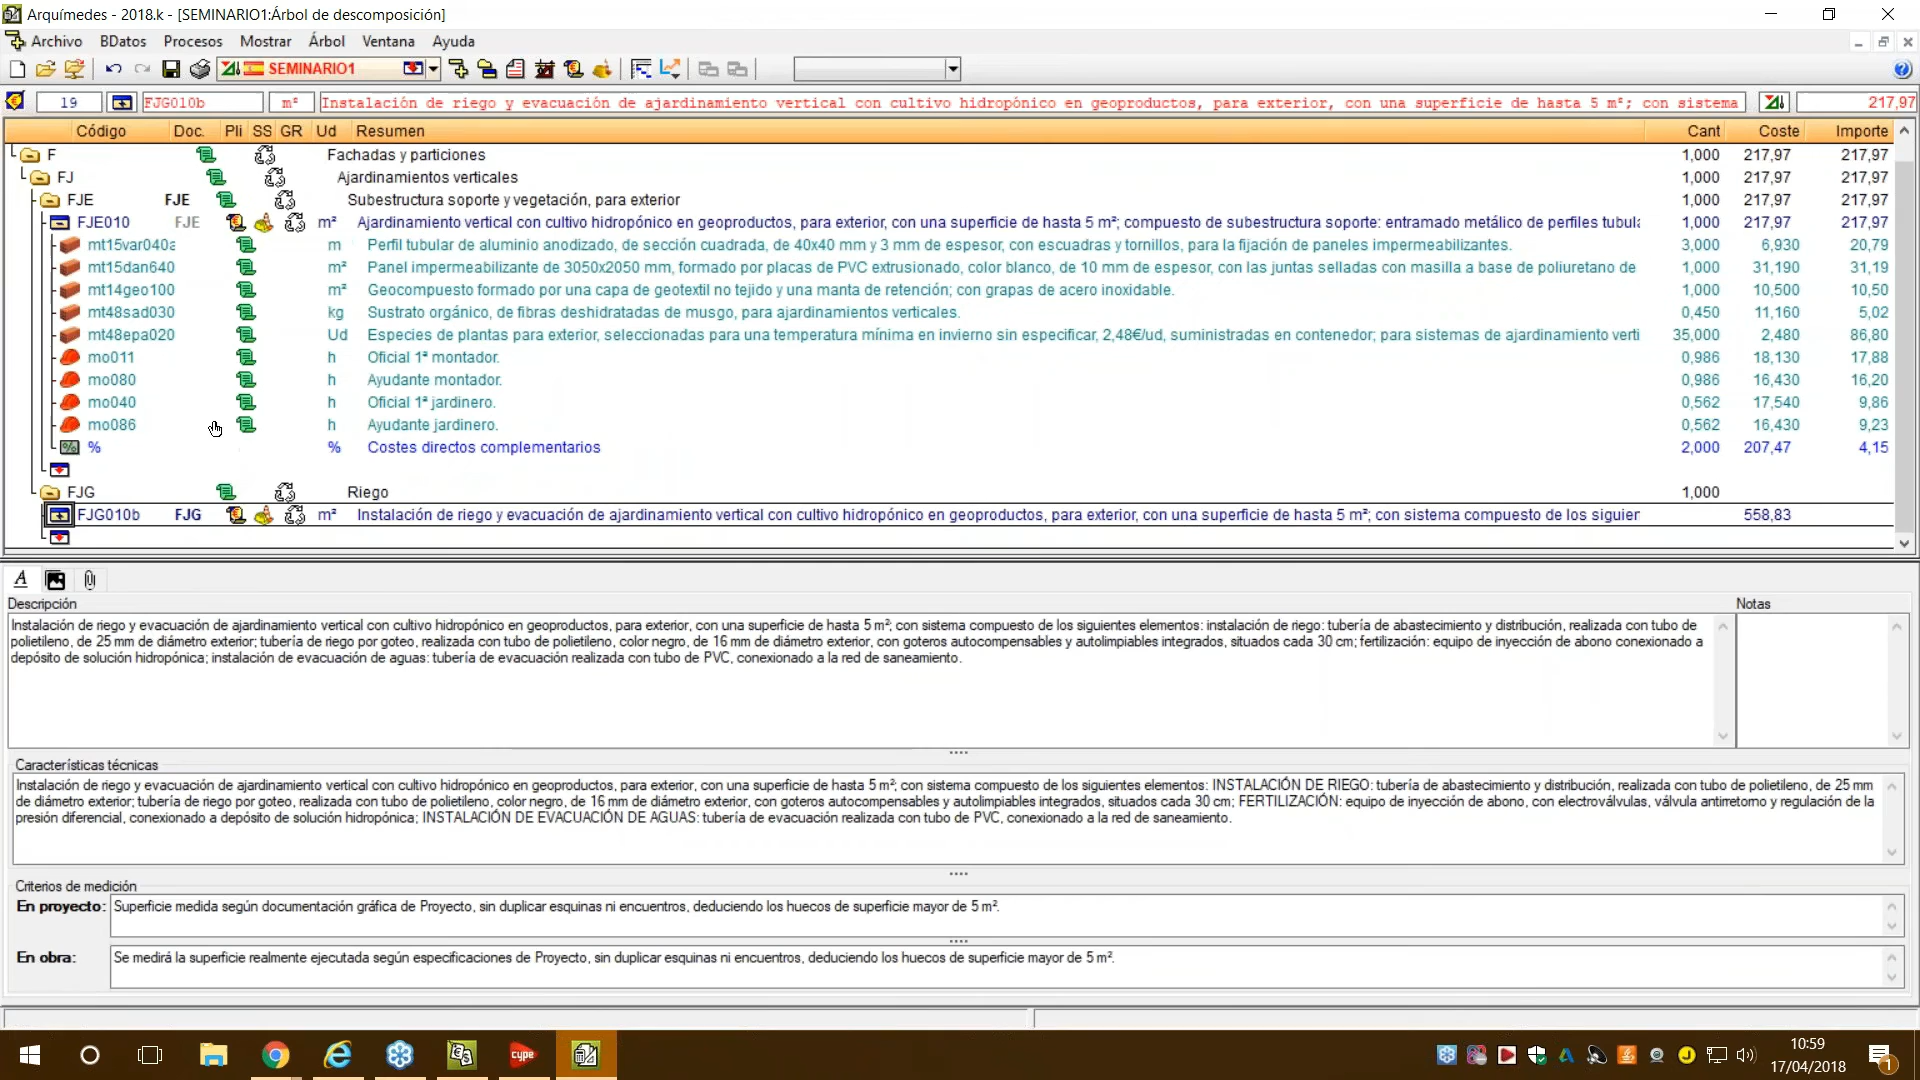 Arquímedes - 2018.k - [SEMINARIO1:Árbol de descomposición]
Archivo BDatos Procesos Mostrar Árbol Ventana Ayuda
SEMINARIO1
19 FJG010b m² Instalación de riego y evacuación de ajardinamiento vertical con cultivo hidropónico en geoproductos, para exterior, con una superficie de hasta 5 m²; con sistema 217,97
Código Doc. Pli SS GR Ud Resumen Cant Coste Importe
F Fachadas y particiones 1,000 217,97 217,97
FJ Ajardinamientos verticales 1,000 217,97 217,97
FJE FJE Subestructura soporte y vegetación, para exterior 1,000 217,97 217,97
FJE010 FJE m² Ajardinamiento vertical con cultivo hidropónico en geoproductos, para exterior, con una superficie de hasta 5 m²; compuesto de subestructura soporte: entramado metálico de perfiles tubula 1,000 217,97 217,97
mt15var040a m Perfil tubular de aluminio anodizado, de sección cuadrada, de 40x40 mm y 3 mm de espesor, con escuadras y tornillos, para la fijación de paneles impermeabilizantes. 3,000 6,930 20,79
mt15dan640 m² Panel impermeabilizante de 3050x2050 mm, formado por placas de PVC extrusionado, color blanco, de 10 mm de espesor, con las juntas selladas con masilla a base de poliuretano de 1,000 31,190 31,19
mt14geo100 m² Geocompuesto formado por una capa de geotextil no tejido y una manta de retención; con grapas de acero inoxidable. 1,000 10,500 10,50
mt48sad030 kg Sustrato orgánico, de fibras deshidratadas de musgo, para ajardinamientos verticales. 0,450 11,160 5,02
mt48epa020 Ud Especies de plantas para exterior, seleccionadas para una temperatura mínima en invierno sin especificar, 2,48€/ud, suministradas en contenedor; para sistemas de ajardinamiento verti 35,000 2,480 86,80
mo011 h Oficial 1ª montador. 0,986 18,130 17,88
mo080 h Ayudante montador. 0,986 16,430 16,20
mo040 h Oficial 1ª jardinero. 0,562 17,540 9,86
mo086 h Ayudante jardinero. 0,562 16,430 9,23
% % Costes directos complementarios 2,000 207,47 4,15
FJG Riego 1,000
FJG010b FJG m² Instalación de riego y evacuación de ajardinamiento vertical con cultivo hidropónico en geoproductos, para exterior, con una superficie de hasta 5 m²; con sistema compuesto de los siguier 558,83
Descripción Notas
Instalación de riego y evacuación de ajardinamiento vertical con cultivo hidropónico en geoproductos, para exterior, con una superficie de hasta 5 m²; con sistema compuesto de los siguientes elementos: instalación de riego: tubería de abastecimiento y distribución, realizada con tubo de
polietileno, de 25 mm de diámetro exterior; tubería de riego por goteo, realizada con tubo de polietileno, color negro, de 16 mm de diámetro exterior, con goteros autocompensables y autolimpiables integrados, situados cada 30 cm; fertilización: equipo de inyección de abono conexionado a
depósito de solución hidropónica; instalación de evacuación de aguas: tubería de evacuación realizada con tubo de PVC, conexionado a la red de saneamiento.
Características técnicas
Instalación de riego y evacuación de ajardinamiento vertical con cultivo hidropónico en geoproductos, para exterior, con una superficie de hasta 5 m²; con sistema compuesto de los siguientes elementos: INSTALACIÓN DE RIEGO: tubería de abastecimiento y distribución, realizada con tubo de polietileno, de 25 mm
de diámetro exterior; tubería de riego por goteo, realizada con tubo de polietileno, color negro, de 16 mm de diámetro exterior, con goteros autocompensables y autolimpiables integrados, situados cada 30 cm; FERTILIZACIÓN: equipo de inyección de abono, con electroválvulas, válvula antirretorno y regulación de la
presión diferencial, conexionado a depósito de solución hidropónica; INSTALACIÓN DE EVACUACIÓN DE AGUAS: tubería de evacuación realizada con tubo de PVC, conexionado a la red de saneamiento.
Criterios de medición
En proyecto: Superficie medida según documentación gráfica de Proyecto, sin duplicar esquinas ni encuentros, deduciendo los huecos de superficie mayor de 5 m².
En obra: Se medirá la superficie realmente ejecutada según especificaciones de Proyecto, sin duplicar esquinas ni encuentros, deduciendo los huecos de superficie mayor de 5 m².
cype
10:59
17/04/2018
1